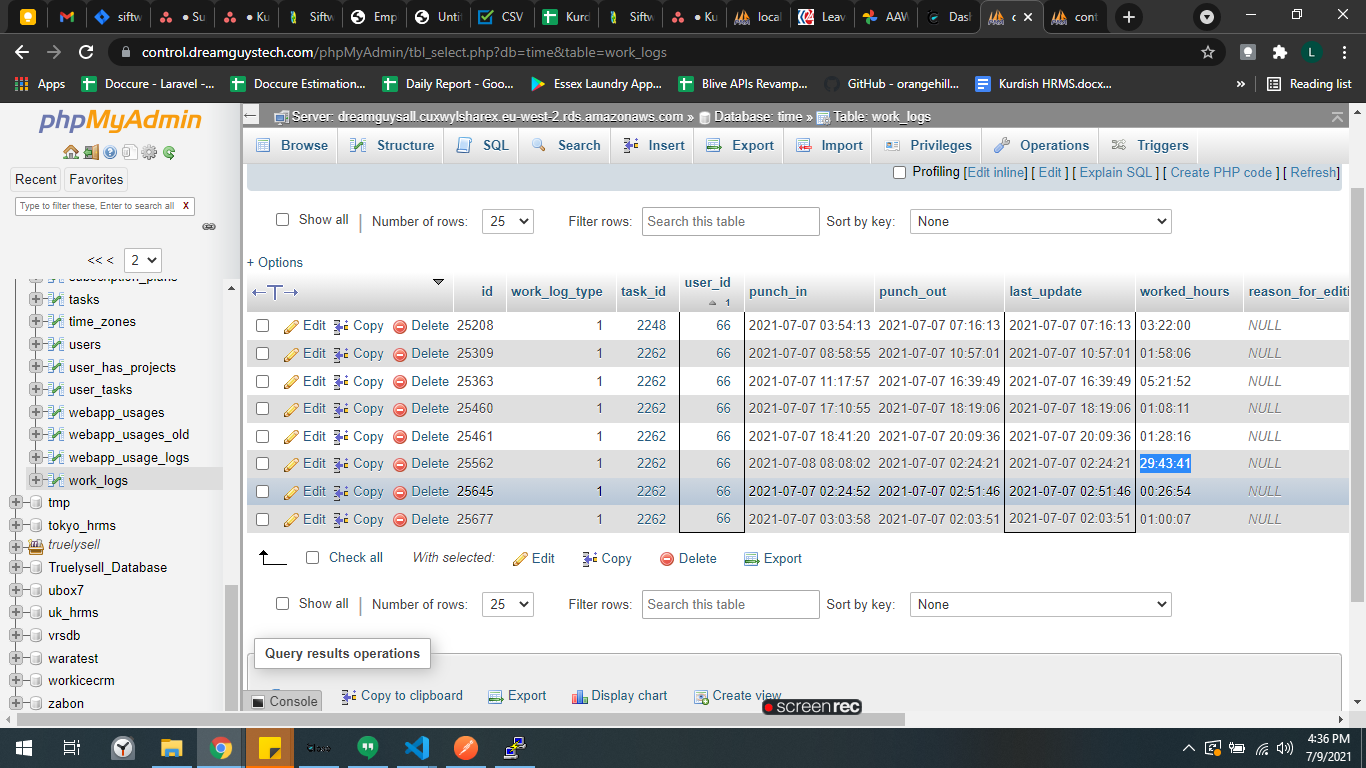 siftw
Su
Ku
Siftw
Emp
Unti
CSV
Kurd
Siftw
Ku
local
Leav
AAW
Dash
c
cont
control.dreamguystech.com/phpMyAdmin/tbl_select.php?db=time&table=work_logs
L
Apps
Doccure - Laravel -...
Doccure Estimation...
Daily Report - Goo...
Essex Laundry App...
Blive APIs Revamp...
GitHub - orangehill...
Kurdish HRMS.docx...
»
Reading list
phpMyAdmin
Server: dreamguysall.cuxwylsharex.eu-west-2.rds.amazonaws.com » Database: time » Table: work_logs
Browse
Structure
SQL
Search
Insert
Export
Import
Privileges
Operations
Triggers
Recent
Favorites
Type to filter these, Enter to search all X
<< <
2
subscription_plans
tasks
time_zones
users
user_has_projects
user_tasks
webapp_usages
webapp_usages_old
webapp_usage_logs
work_logs
tmp
tokyo_hrms
truelysell
Truelysell_Database
ubox7
uk_hrms
vrsdb
waratest
workicecrm
zabon
Profiling [Edit inline] [ Edit ] [ Explain SQL ] [ Create PHP code ] [ Refresh]
Show all | Number of rows: 25 Filter rows: Search this table Sort by key: None
+ Options
←T→ id work_log_type task_id user_id 1 punch_in punch_out last_update worked_hours reason_for_editi
Edit Copy Delete 25208 1 2248 66 2021-07-07 03:54:13 2021-07-07 07:16:13 2021-07-07 07:16:13 03:22:00 NULL
Edit Copy Delete 25309 1 2262 66 2021-07-07 08:58:55 2021-07-07 10:57:01 2021-07-07 10:57:01 01:58:06 NULL
Edit Copy Delete 25363 1 2262 66 2021-07-07 11:17:57 2021-07-07 16:39:49 2021-07-07 16:39:49 05:21:52 NULL
Edit Copy Delete 25460 1 2262 66 2021-07-07 17:10:55 2021-07-07 18:19:06 2021-07-07 18:19:06 01:08:11 NULL
Edit Copy Delete 25461 1 2262 66 2021-07-07 18:41:20 2021-07-07 20:09:36 2021-07-07 20:09:36 01:28:16 NULL
Edit Copy Delete 25562 1 2262 66 2021-07-08 08:08:02 2021-07-07 02:24:21 2021-07-07 02:24:21 29:43:41 NULL
Edit Copy Delete 25645 1 2262 66 2021-07-07 02:24:52 2021-07-07 02:51:46 2021-07-07 02:51:46 00:26:54 NULL
Edit Copy Delete 25677 1 2262 66 2021-07-07 03:03:58 2021-07-07 02:03:51 2021-07-07 02:03:51 01:00:07 NULL
Check all With selected: Edit Copy Delete Export
Show all | Number of rows: 25 Filter rows: Search this table Sort by key: None
Query results operations
Console
Copy to clipboard
Export
Display chart
Create view
screenrec
4:36 PM
7/9/2021